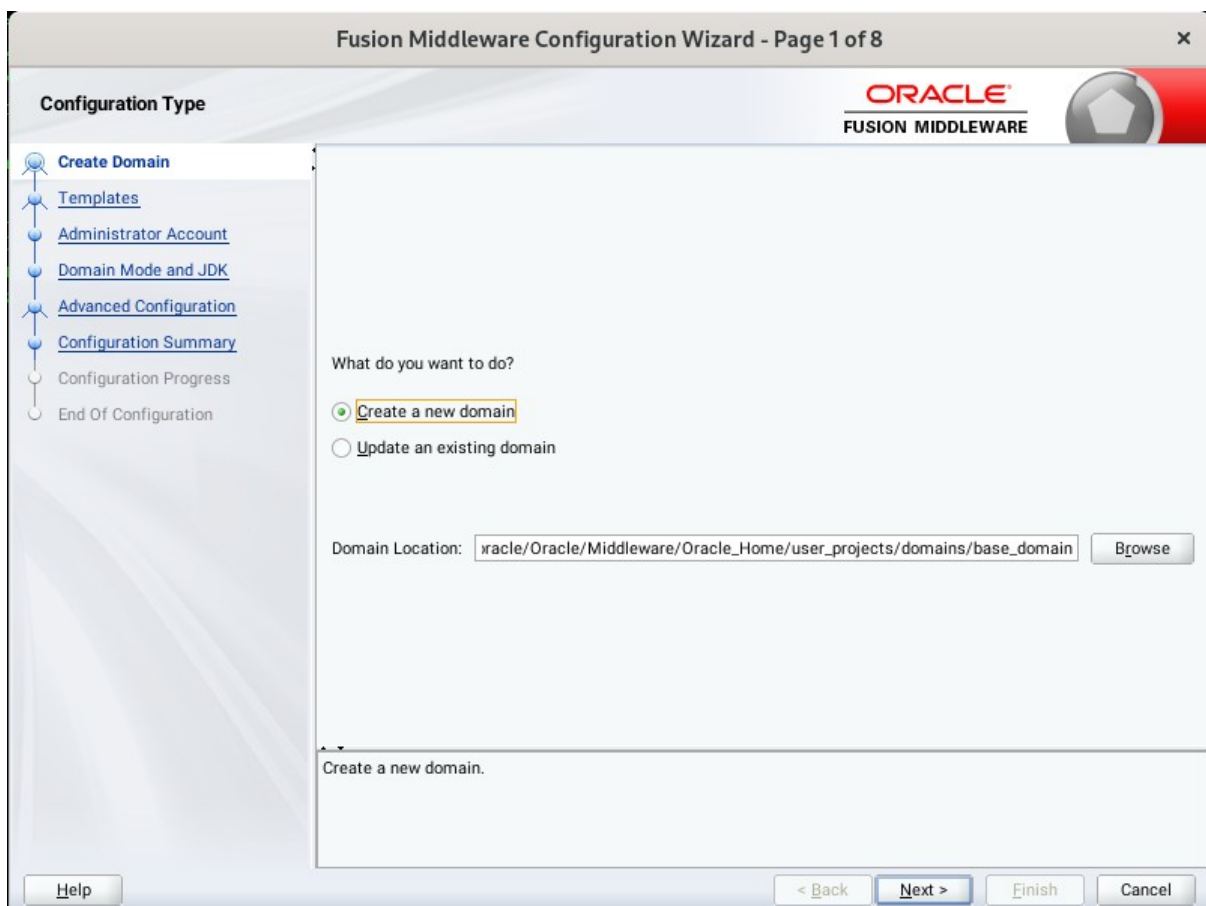 Fusion Middleware Configuration Wizard - Page 1 of 8
×
Configuration Type
ORACLE
FUSION MIDDLEWARE
Create Domain
Templates
Administrator Account
Domain Mode and JDK
Advanced Configuration
Configuration Summary
Configuration Progress
End Of Configuration
What do you want to do?
Create a new domain
Update an existing domain
Domain Location: racle/Oracle/Middleware/Oracle_Home/user_projects/domains/base_domain Browse
Create a new domain.
Help < Back Next > Finish Cancel